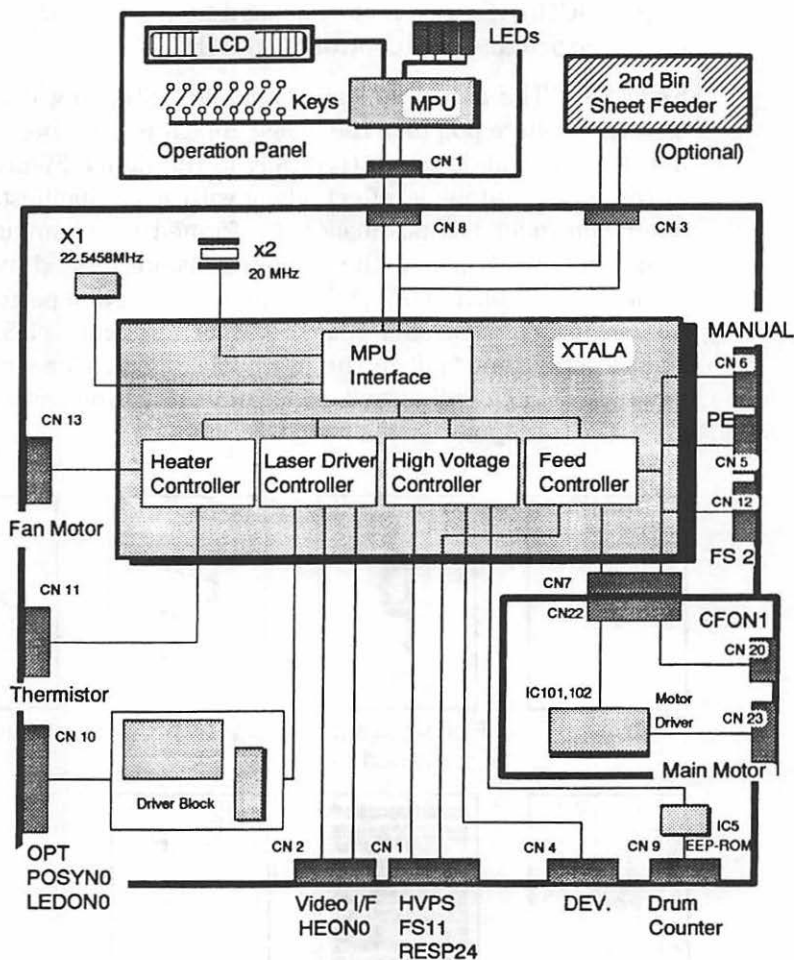 LCD
LEDs
Keys
MPU
Operation Panel
CN 1
2nd Bin
Sheet Feeder
(Optional)
CN 8
CN 3
X1
22.5458MHz
X2
20 MHz
MPU
Interface
XTALA
MANUAL
CN 6
PE
CN 5
CN 12
FS 2
CN 13
Fan Motor
Heater
Controller
Laser Driver
Controller
High Voltage
Controller
Feed
Controller
CN 11
Thermistor
CN7
CN22
CFON1
CN 20
IC101,102
Motor
Driver
CN 23
Main Motor
CN 10
Driver Block
OPT
POSYN0
LEDON0
IC5
EEP-ROM
CN 2
CN 1
CN 4
CN 9
Video I/F
HEON0
HVPS
FS11
RESP24
DEV.
Drum
Counter